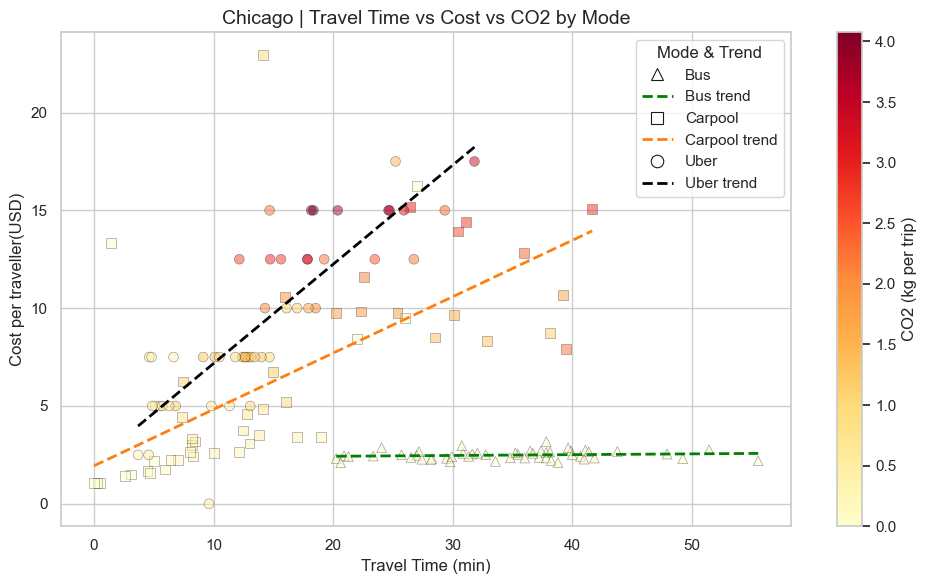 Chicago | Travel Time vs Cost vs CO2 by Mode
Cost per traveller(USD)
20
15
10
5
0
0
10
20
30
40
50
Travel Time (min)
Mode & Trend
Bus
Bus trend
Carpool
Carpool trend
Uber
Uber trend
4.0
3.5
3.0
2.5
2.0
1.5
1.0
0.5
0.0
CO2 (kg per trip)